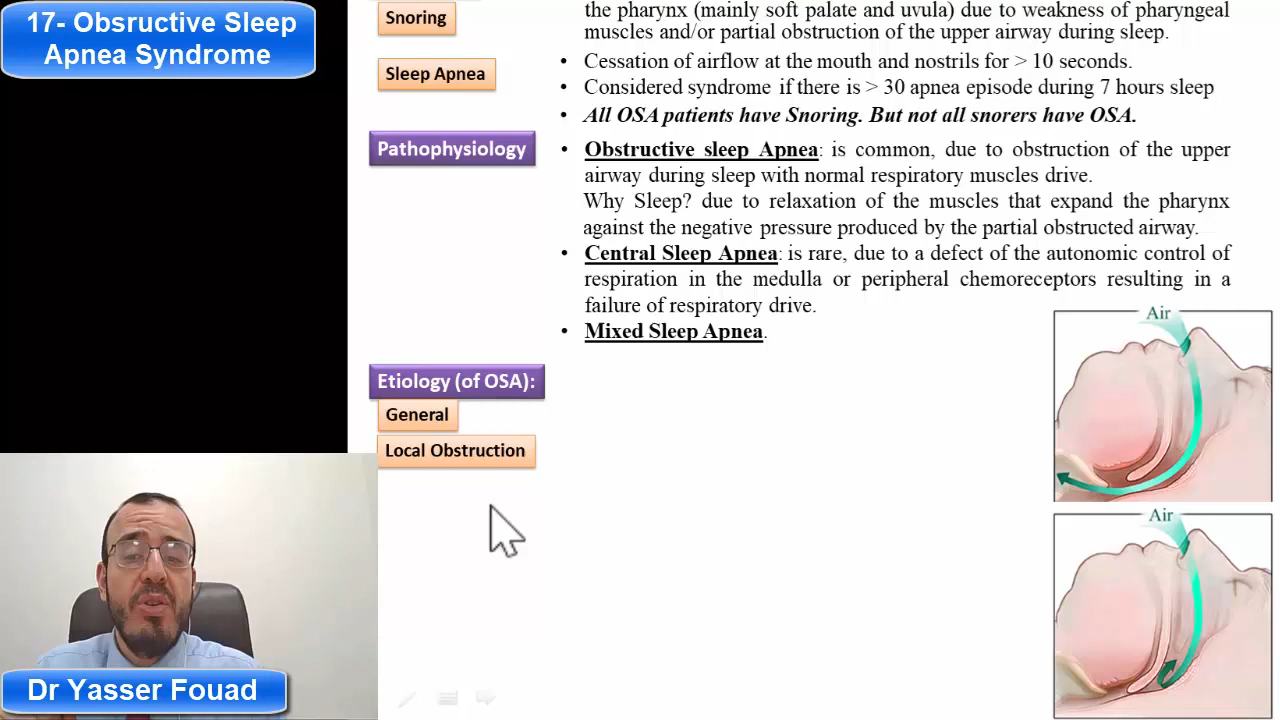 17- Obsructive Sleep
Apnea Syndrome
Snoring
the pharynx (mainly soft palate and uvula) due to weakness of pharyngeal
muscles and/or partial obstruction of the upper airway during sleep.
Sleep Apnea
• Cessation of airflow at the mouth and nostrils for > 10 seconds.
• Considered syndrome if there is > 30 apnea episode during 7 hours sleep
• All OSA patients have Snoring. But not all snorers have OSA.
Pathophysiology
• Obstructive sleep Apnea: is common, due to obstruction of the upper
airway during sleep with normal respiratory muscles drive.
Why Sleep? due to relaxation of the muscles that expand the pharynx
against the negative pressure produced by the partial obstructed airway.
• Central Sleep Apnea: is rare, due to a defect of the autonomic control of
respiration in the medulla or peripheral chemoreceptors resulting in a
failure of respiratory drive.
• Mixed Sleep Apnea.
Etiology (of OSA):
General
Local Obstruction
Air
Air
Dr Yasser Fouad